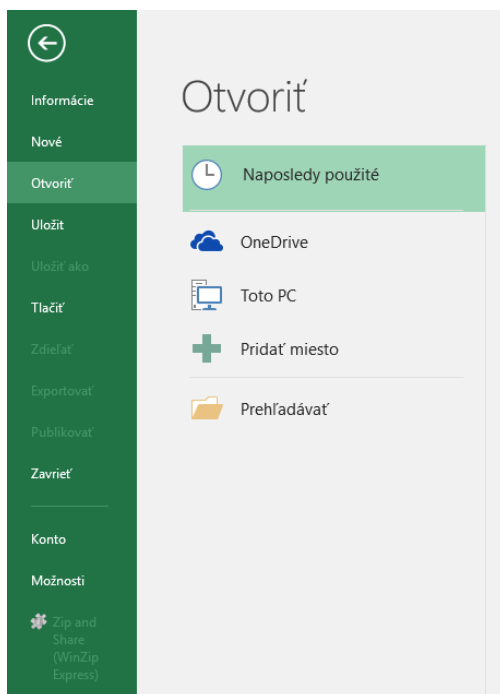 Informácie
Nové
Otvoriť
Uložit
Uložiť ako
Tlačiť
Zdieľať
Exportovať
Publikovať
Zavrieť
Konto
Možnosti
Zip and
Share
(WinZip
Express)
Otvoriť
Naposledy použité
OneDrive
Toto PC
Pridať miesto
Prehľadávať